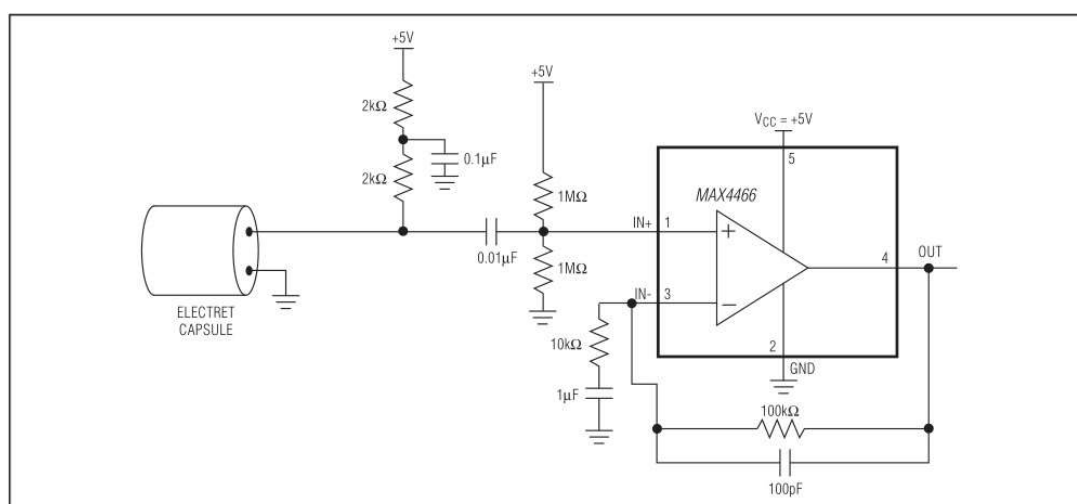 +5V
2kΩ
0.1µF
2kΩ
+5V
1MΩ
0.01µF
1MΩ
ELECTRET
CAPSULE
VCC = +5V
5
MAX4466
IN+
1
+
IN-
3
−
4
OUT
2
GND
10kΩ
1µF
100kΩ
100pF